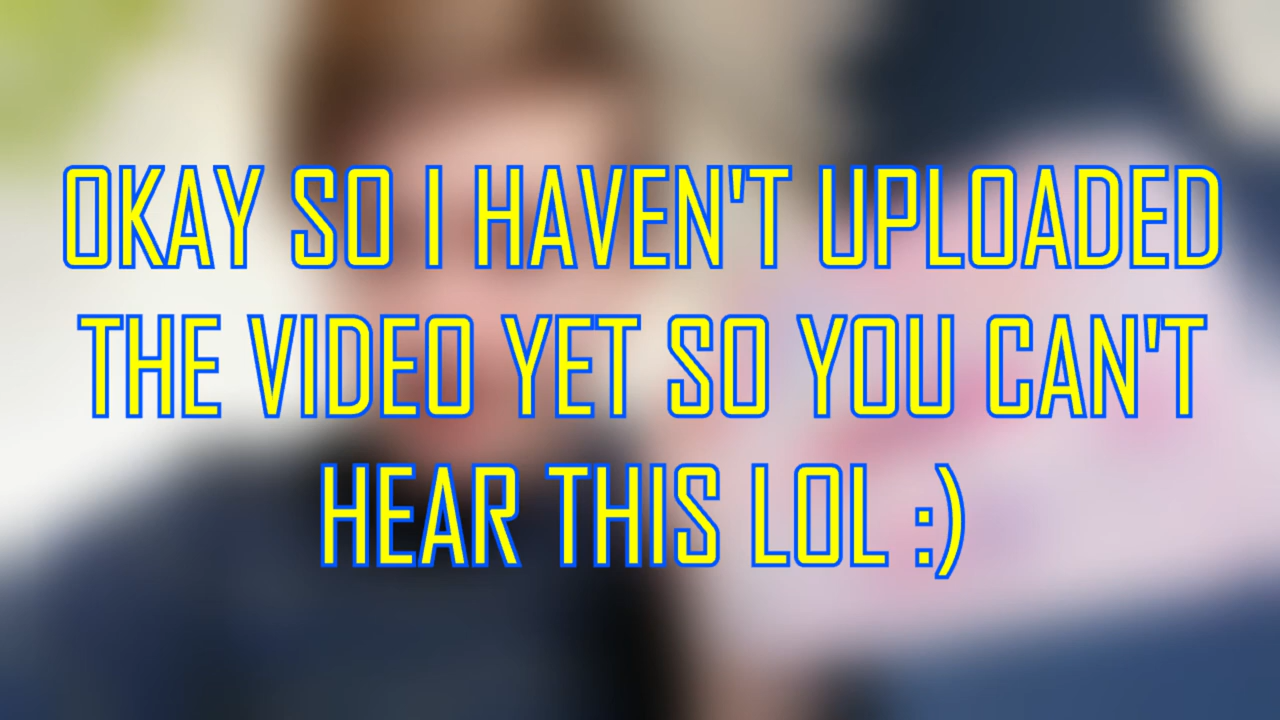 OKAY SO I HAVEN'T UPLOADED
THE VIDEO YET SO YOU CAN'T
HEAR THIS LOL :)